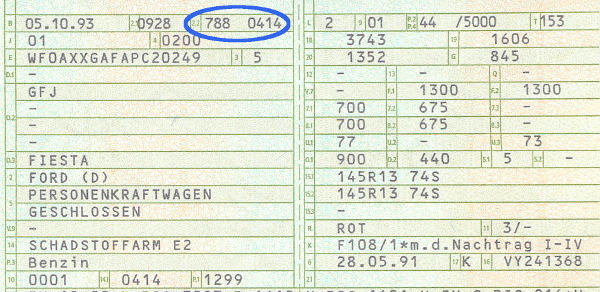 B 05.10.93 2.1 0928 2.2 788 0414
J 01 4 0200
E WFOAXXGAFAPC20249 3 5
D.1 -
GFJ
D.2 -
-
-
D.3 FIESTA
2 FORD (D)
PERSONENKRAFTWAGEN
5 GESCHLOSSEN
V.9 -
14 SCHADSTOFFARM E2
P.3 Benzin
10 0001 14.1 0414 P.1 1299
L 2 9 01 P.2 P.4 44 /5000 T 153
18 3743 19 1606
20 1352 G 845
12 - 13 - Q -
V.7 - F.1 1300 F.2 1300
7.1 700 7.2 675 7.3 -
8.1 700 8.2 675 8.3 -
U.1 77 U.2 - U.3 73
O.1 900 O.2 440 S.1 5 S.2 -
15.1 145R13 74S
15.2 145R13 74S
15.3 -
R ROT 11 3/-
K F108/1*m.d.Nachtrag I-IV
6 28.05.91 17 K 16 VY241368
21